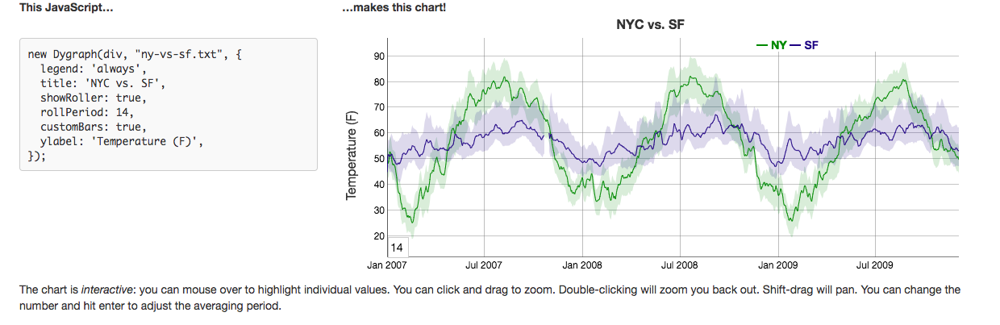 This JavaScript...
...makes this chart!
new Dygraph(div, "ny-vs-sf.txt", {
  legend: 'always',
  title: 'NYC vs. SF',
  showRoller: true,
  rollPeriod: 14,
  customBars: true,
  ylabel: 'Temperature (F)',
});
NYC vs. SF
NY SF
Temperature (F)
90
80
70
60
50
40
30
20
14
Jan 2007 Jul 2007 Jan 2008 Jul 2008 Jan 2009 Jul 2009
The chart is interactive: you can mouse over to highlight individual values. You can click and drag to zoom. Double-clicking will zoom you back out. Shift-drag will pan. You can change the
number and hit enter to adjust the averaging period.